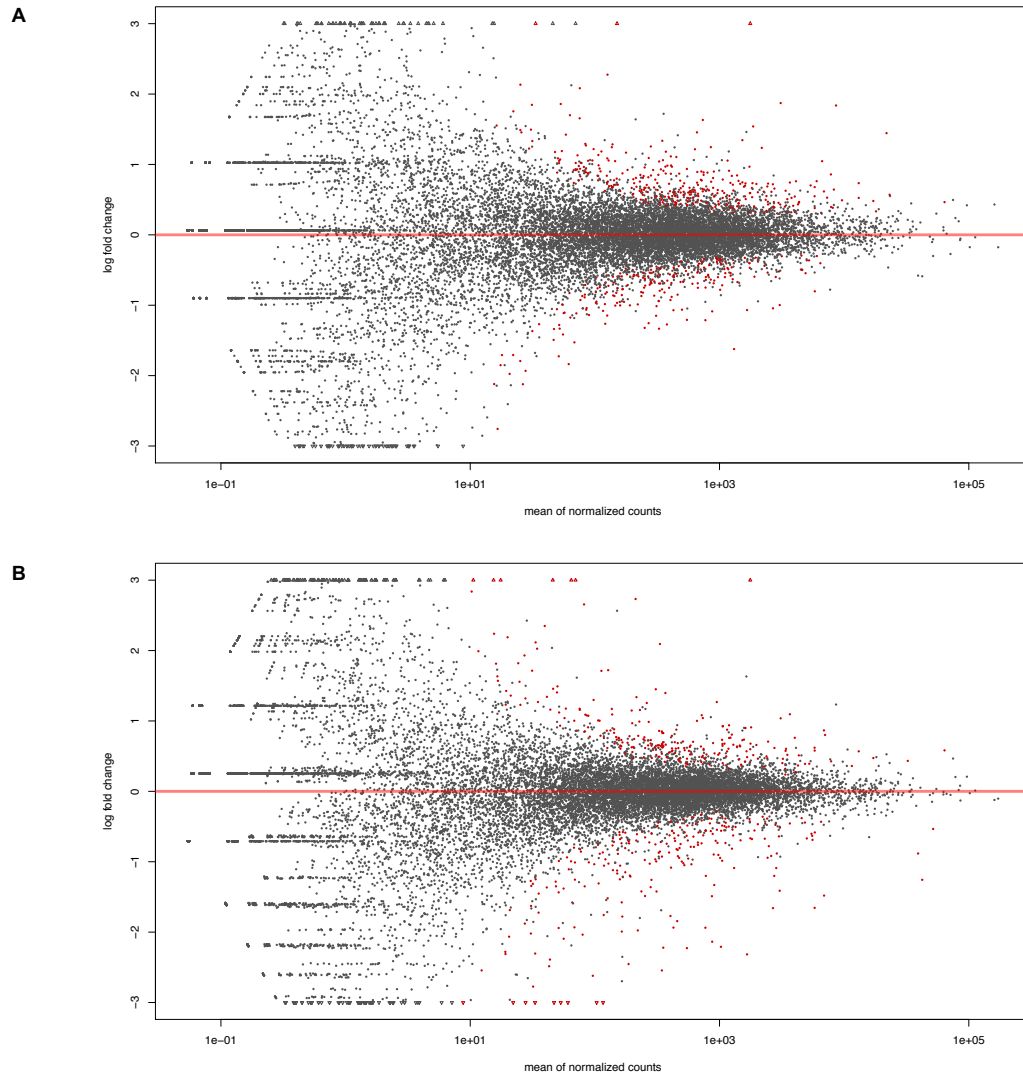 A
3
2
1
0
-1
-2
-3
log fold change
1e-01 1e+01 1e+03 1e+05
mean of normalized counts
B
3
2
1
0
-1
-2
-3
log fold change
1e-01 1e+01 1e+03 1e+05
mean of normalized counts